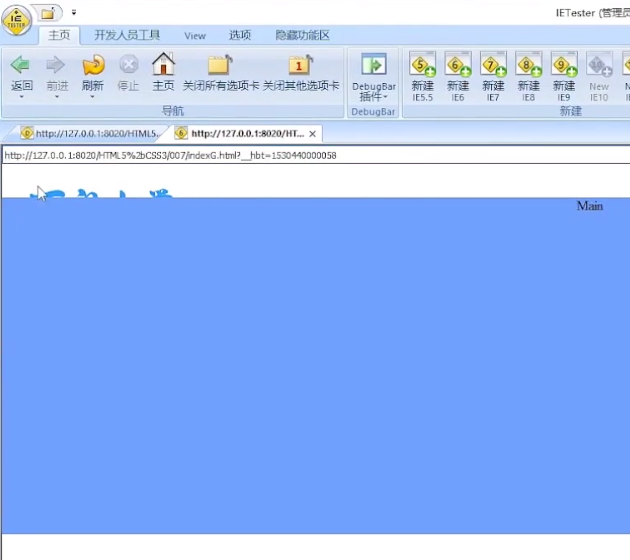 IETester (管理员
主页 开发人员工具 View 选项 隐藏功能区
返回 前进 刷新 停止 主页 关闭所有选项卡 关闭其他选项卡 DebugBar 插件 新建 IE5.5 新建 IE6 新建 IE7 新建 IE8 新建 IE9 New IE10
导航 DebugBar 新建
http://127.0.0.1:8020/HTML5... http://127.0.0.1:8020/HT...
http://127.0.0.1:8020/HTML5%2bCSS3/007/indexG.html?__hbt=1530440000058
Main